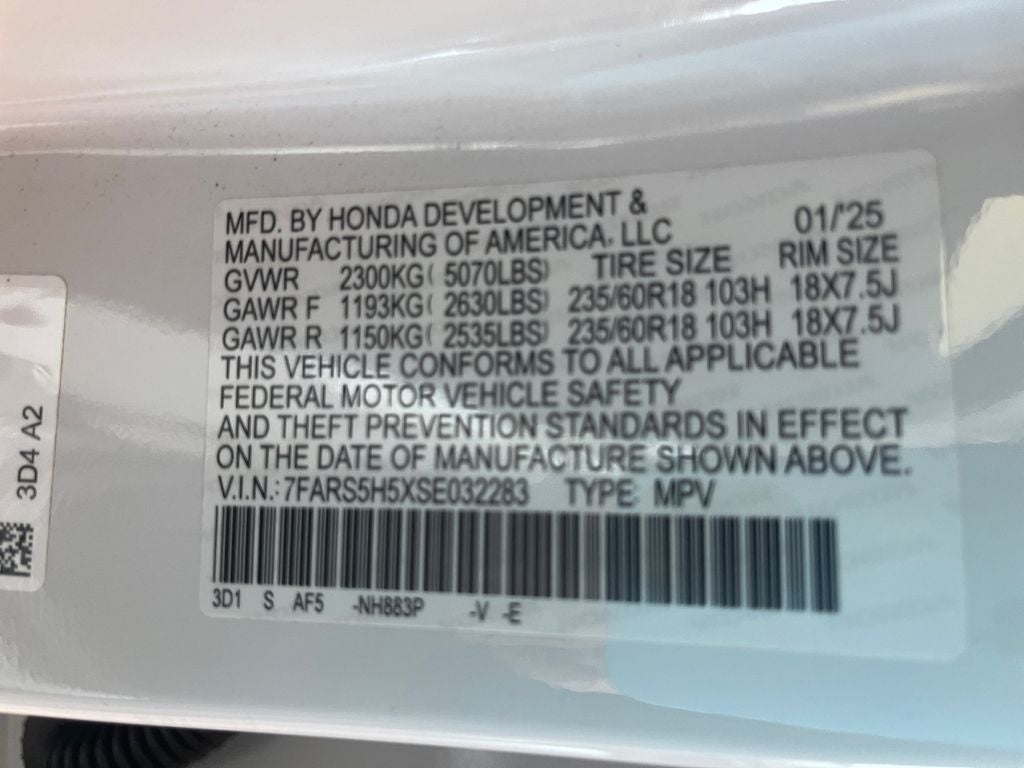 MFD. BY HONDA DEVELOPMENT &
MANUFACTURING OF AMERICA, LLC 01/'25
GVWR 2300KG( 5070LBS) TIRE SIZE RIM SIZE
GAWR F 1193KG( 2630LBS) 235/60R18 103H 18X7.5J
GAWR R 1150KG( 2535LBS) 235/60R18 103H 18X7.5J
THIS VEHICLE CONFORMS TO ALL APPLICABLE
FEDERAL MOTOR VEHICLE SAFETY
AND THEFT PREVENTION STANDARDS IN EFFECT
ON THE DATE OF MANUFACTURE SHOWN ABOVE.
V.I.N.: 7FARS5H5XSE032283 TYPE: MPV
3D1 S AF5 -NH883P -V -E
3D4 A2